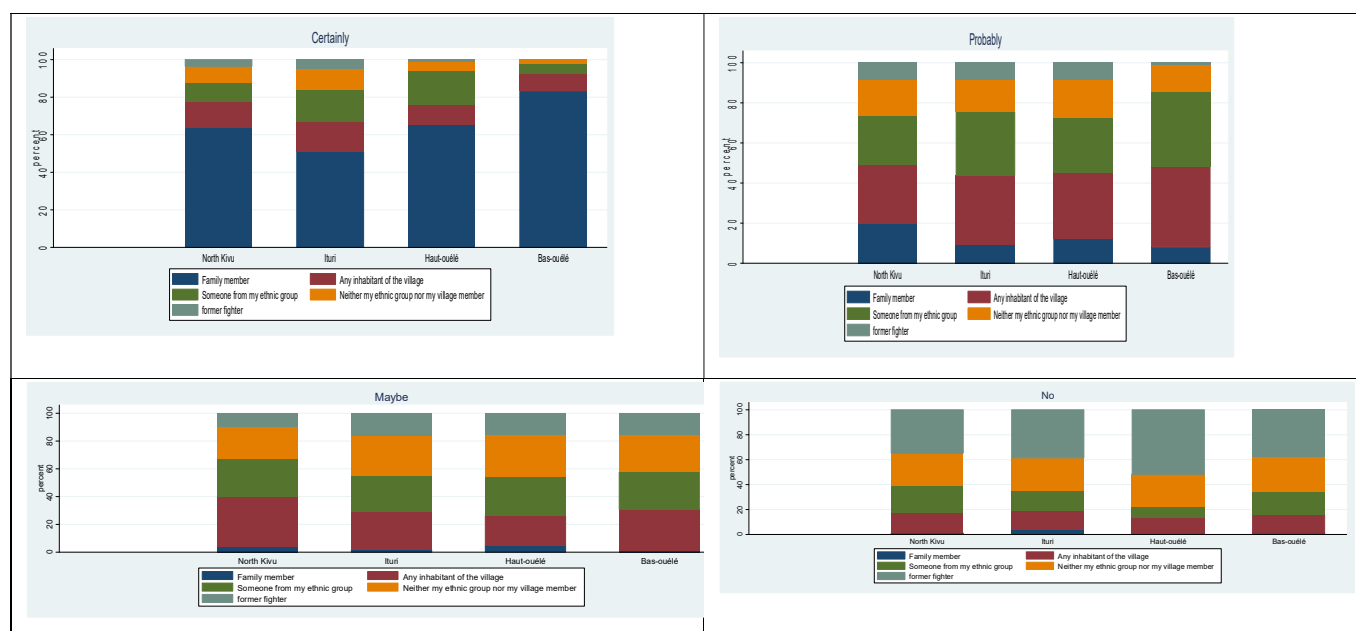 Certainly
percent
0 20 40 60 80 100
North Kivu Ituri Haut-ouélé Bas-ouélé
Family member Any inhabitant of the village
Someone from my ethnic group Neither my ethnic group nor my village member
former fighter
Probably
percent
0 20 40 60 80 100
North Kivu Ituri Haut-ouélé Bas-ouélé
Family member Any inhabitant of the village
Someone from my ethnic group Neither my ethnic group nor my village member
former fighter
Maybe
percent
0 20 40 60 80 100
North Kivu Ituri Haut-ouélé Bas-ouélé
Family member Any inhabitant of the village
Someone from my ethnic group Neither my ethnic group nor my village member
former fighter
No
percent
0 20 40 60 80 100
North Kivu Ituri Haut-ouélé Bas-ouélé
Family member Any inhabitant of the village
Someone from my ethnic group Neither my ethnic group nor my village member
former fighter